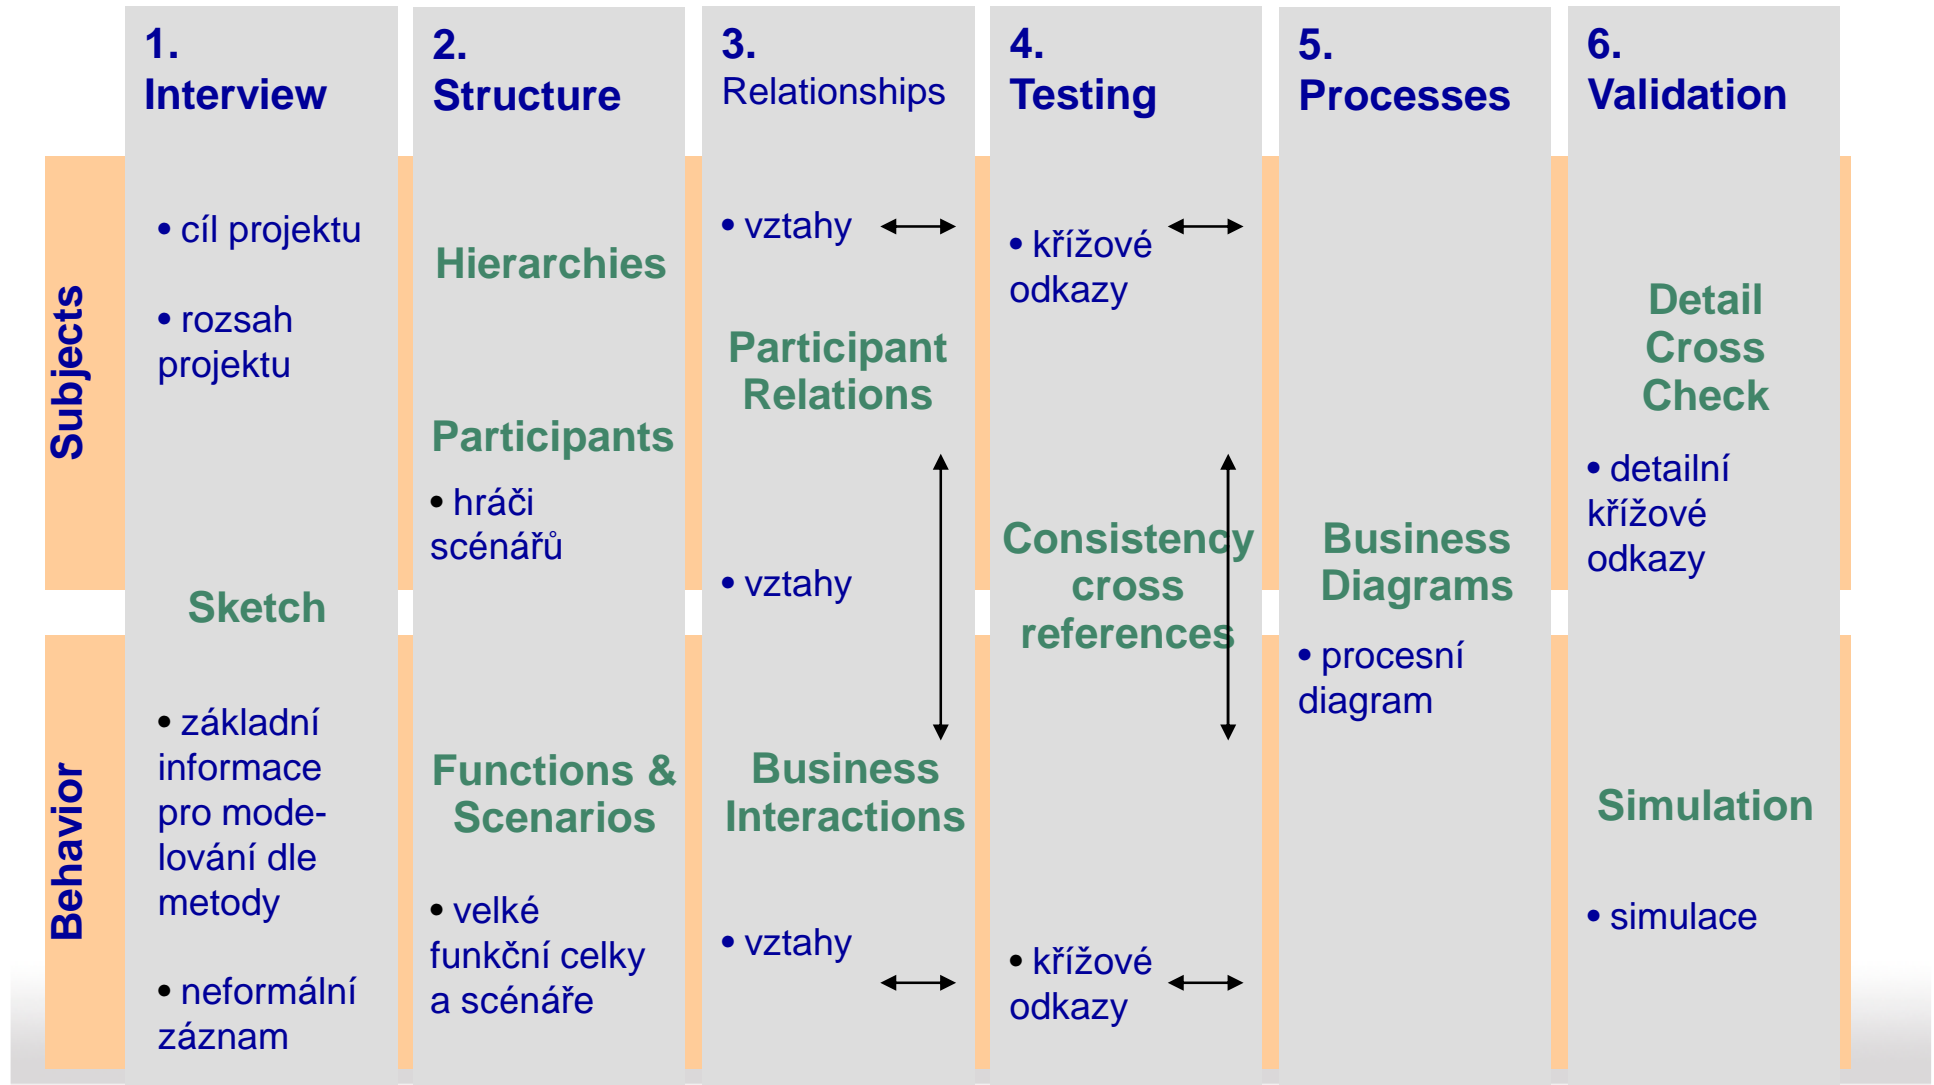 1.
Interview
2.
Structure
3.
Relationships
4.
Testing
5.
Processes
6.
Validation
Subjects
Behavior
• cíl projektu
• rozsah
projektu
Sketch
• základní
informace
pro mode-
lování dle
metody
• neformální
záznam
Hierarchies
Participants
• hráči
scénářů
Functions &
Scenarios
• velké
funkční celky
a scénáře
• vztahy
Participant
Relations
• vztahy
Business
Interactions
• vztahy
• křížové
odkazy
Consistency
cross
references
• křížové
odkazy
Business
Diagrams
• procesní
diagram
Detail
Cross
Check
• detailní
křížové
odkazy
Simulation
• simulace